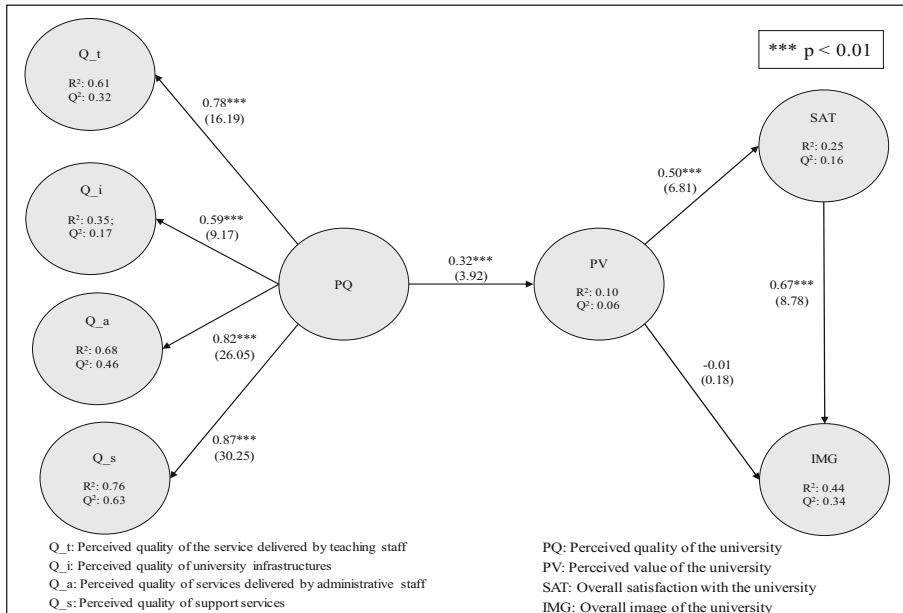 Q_t
R²: 0.61
Q²: 0.32
*** p < 0.01
0.78***
(16.19)
SAT
R²: 0.25
Q²: 0.16
Q_i
R²: 0.35;
Q²: 0.17
0.59***
(9.17)
0.50***
(6.81)
PQ
0.32***
(3.92)
PV
R²: 0.10
Q²: 0.06
0.67***
(8.78)
Q_a
R²: 0.68
Q²: 0.46
0.82***
(26.05)
-0.01
(0.18)
0.87***
(30.25)
Q_s
R²: 0.76
Q²: 0.63
IMG
R²: 0.44
Q²: 0.34
Q_t: Perceived quality of the service delivered by teaching staff
Q_i: Perceived quality of university infrastructures
Q_a: Perceived quality of services delivered by administrative staff
Q_s: Perceived quality of support services
PQ: Perceived quality of the university
PV: Perceived value of the university
SAT: Overall satisfaction with the university
IMG: Overall image of the university